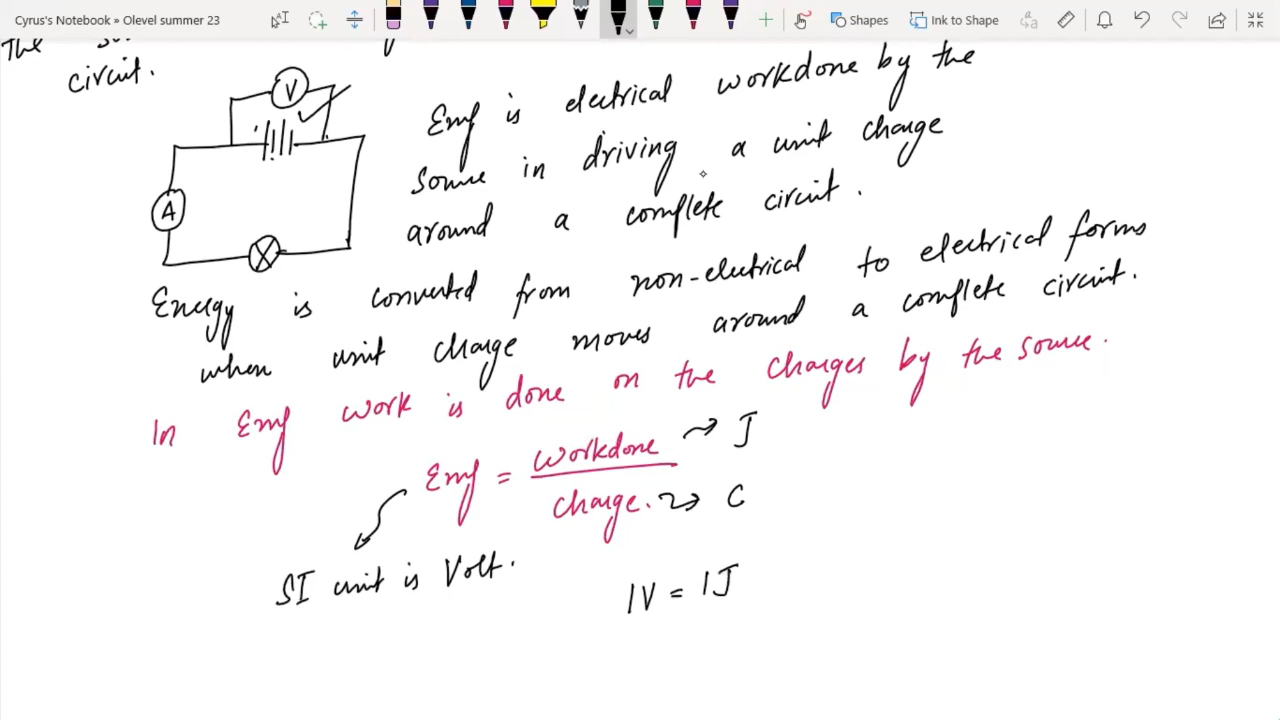 Cyrus's Notebook » Olevel summer 23
Shapes
Ink to Shape
The
circuit.
V
A
Emf is electrical workdone by the
source in driving a unit charge
around a complete circuit.
Energy is converted from non-electrical to electrical forms
when unit charge moves around a complete circuit.
In Emf work is done on the charges by the source.
Emf = workdone → J
charge. → C
SI unit is Volt.
1V = 1J